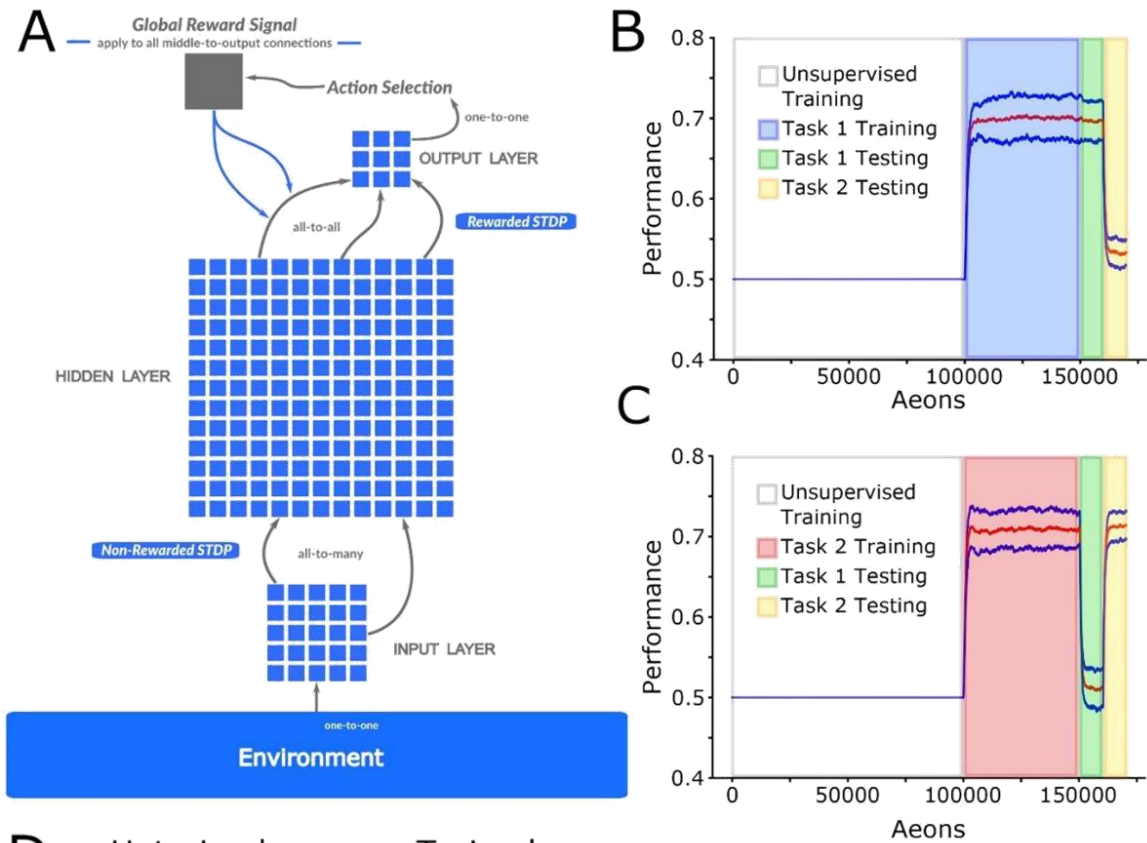 A
Global Reward Signal
apply to all middle-to-output connections
Action Selection
one-to-one
OUTPUT LAYER
all-to-all
Rewarded STDP
HIDDEN LAYER
Non-Rewarded STDP
all-to-many
INPUT LAYER
one-to-one
Environment
B
0.8
0.7
0.6
0.5
0.4
Performance
Unsupervised
Training
Task 1 Training
Task 1 Testing
Task 2 Testing
0
50000
100000
150000
Aeons
C
0.8
0.7
0.6
0.5
0.4
Performance
Unsupervised
Training
Task 2 Training
Task 1 Testing
Task 2 Testing
0
50000
100000
150000
Aeons